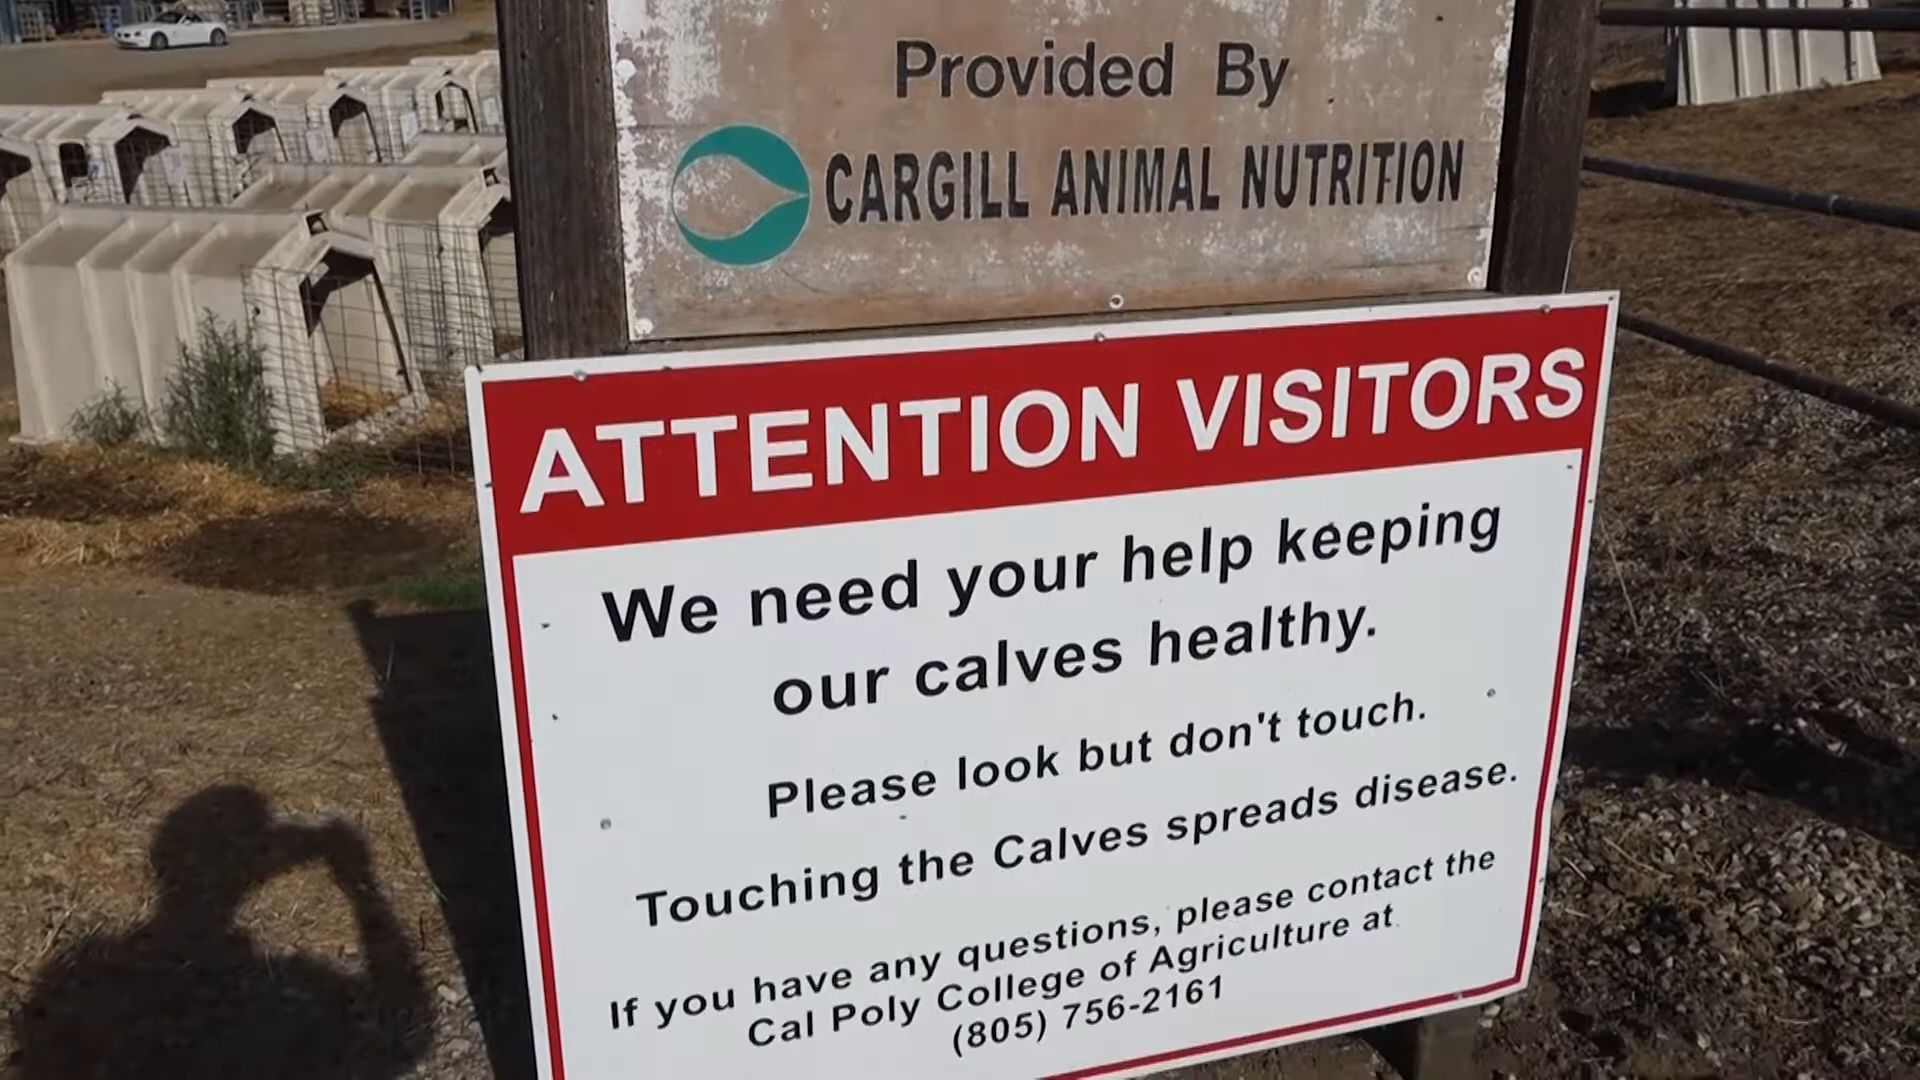 Provided By
CARGILL ANIMAL NUTRITION
ATTENTION VISITORS
We need your help keeping
our calves healthy.
Please look but don't touch.
Touching the Calves spreads disease.
If you have any questions, please contact the
Cal Poly College of Agriculture at
(805) 756-2161